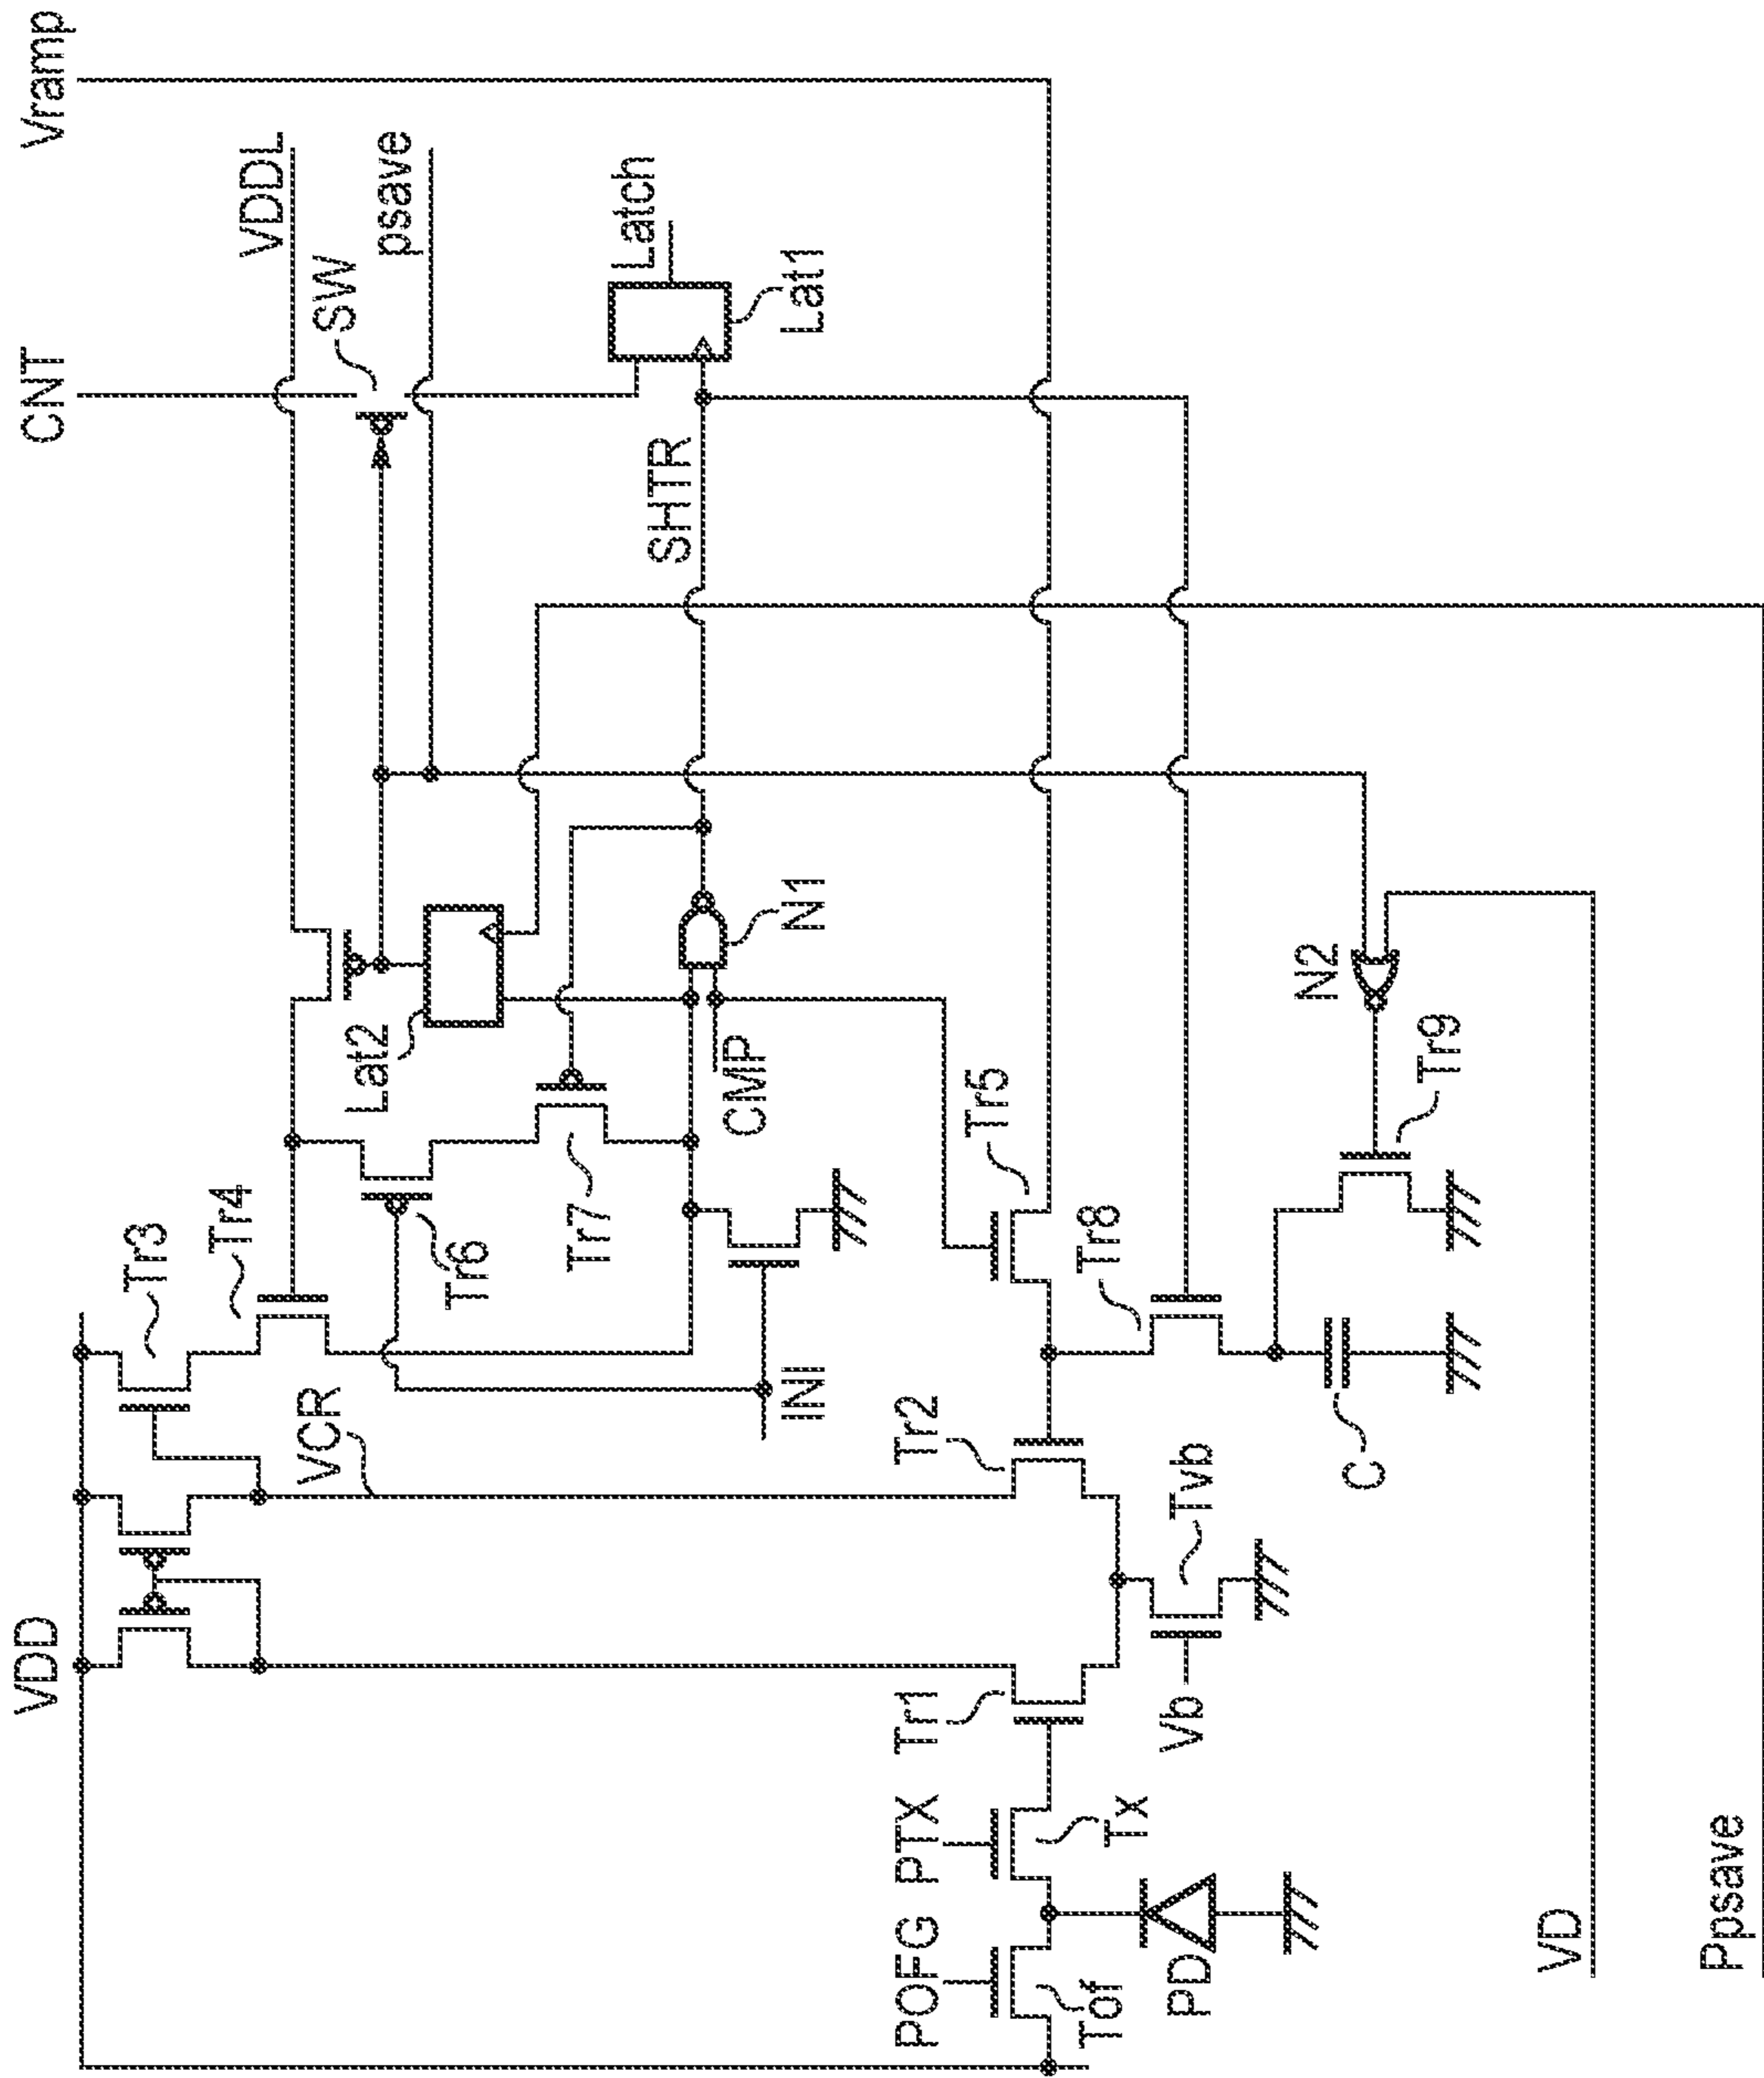 VDD
Tr3
Tr4
VCR
Tr6
Tr7
Lat2
INI
CMP
N1
SHTR
CNT
SW
VDDL
psave
Vramp
Latch
Lat1
POFG
PTX
Tof
Tx
PD
Tr1
Tr2
Vb
Tvb
Tr5
Tr8
C
N2
Tr9
VD
Ppsave